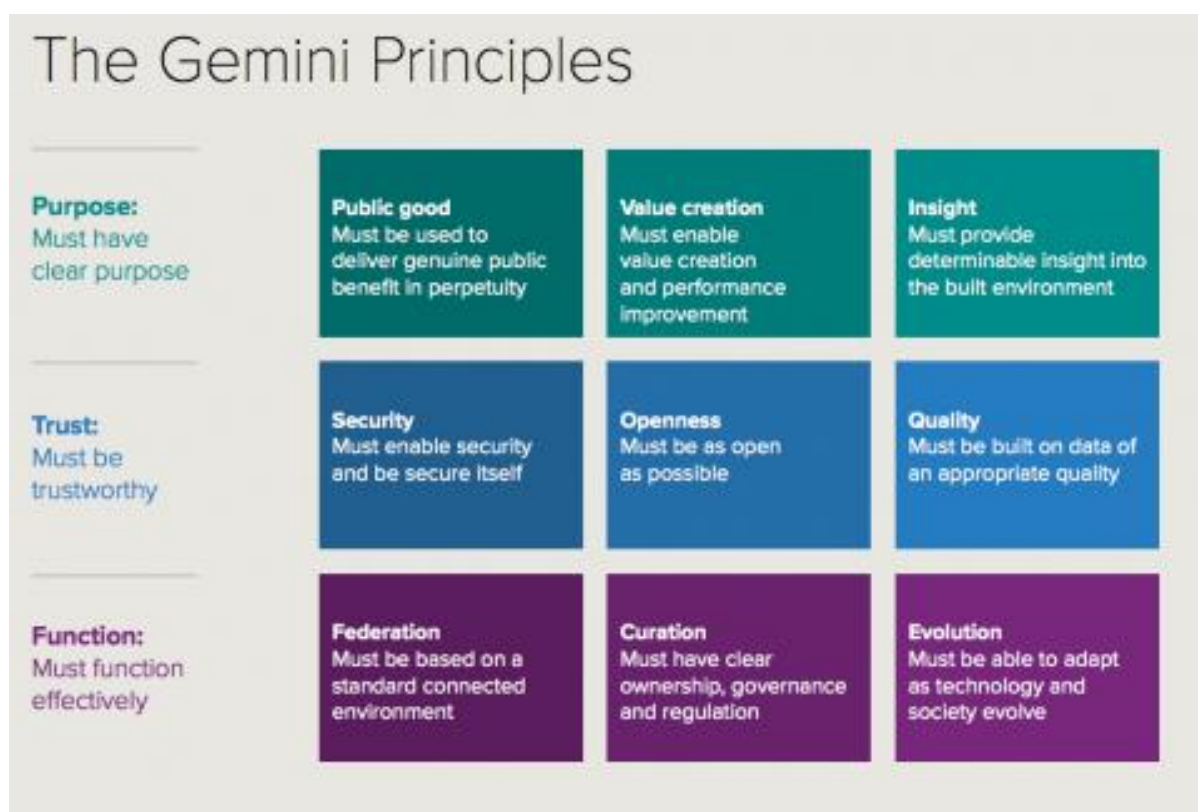 The Gemini Principles
Purpose:
Must have
clear purpose
Public good
Must be used to
deliver genuine public
benefit in perpetuity
Value creation
Must enable
value creation
and performance
improvement
Insight
Must provide
determinable insight into
the built environment
Trust:
Must be
trustworthy
Security
Must enable security
and be secure itself
Openness
Must be as open
as possible
Quality
Must be built on data of
an appropriate quality
Function:
Must function
effectively
Federation
Must be based on a
standard connected
environment
Curation
Must have clear
ownership, governance
and regulation
Evolution
Must be able to adapt
as technology and
society evolve